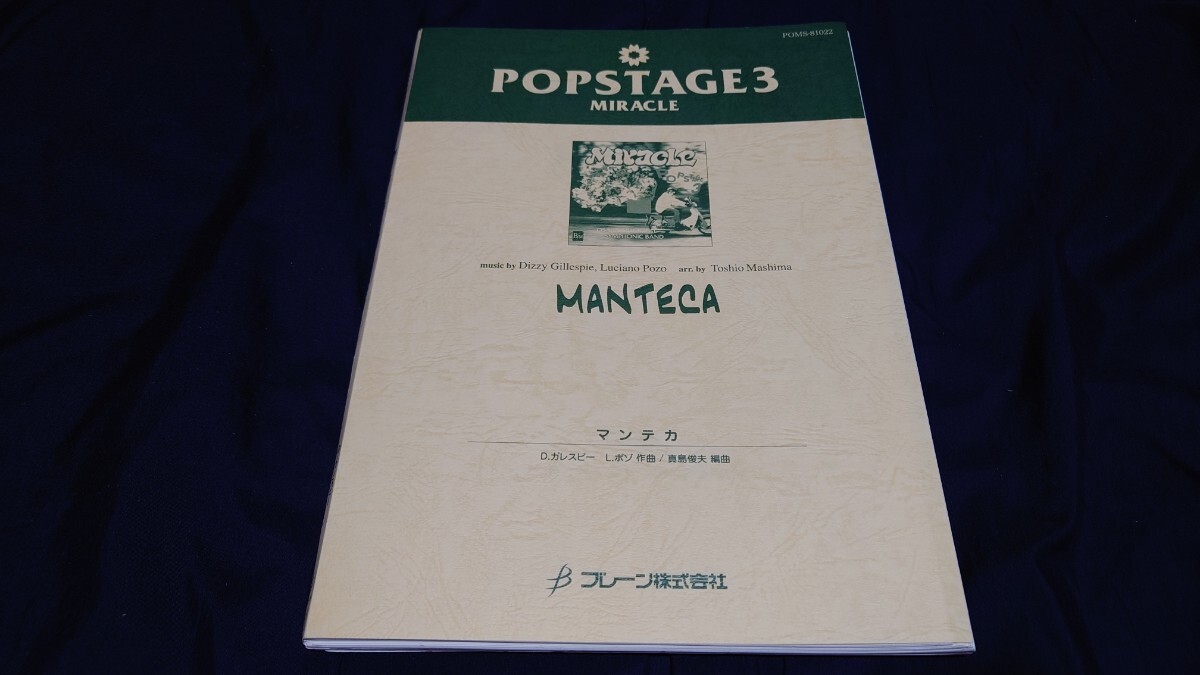 POMS-81022
POPSTAGE3
MIRACLE
Miracle
music by Dizzy Gillespie, Luciano Pozo arr. by Toshio Mashima
MANTECA
マンテカ
D.ガレスピー L.ポゾ 作曲 / 真島俊夫 編曲
ブレーン株式会社